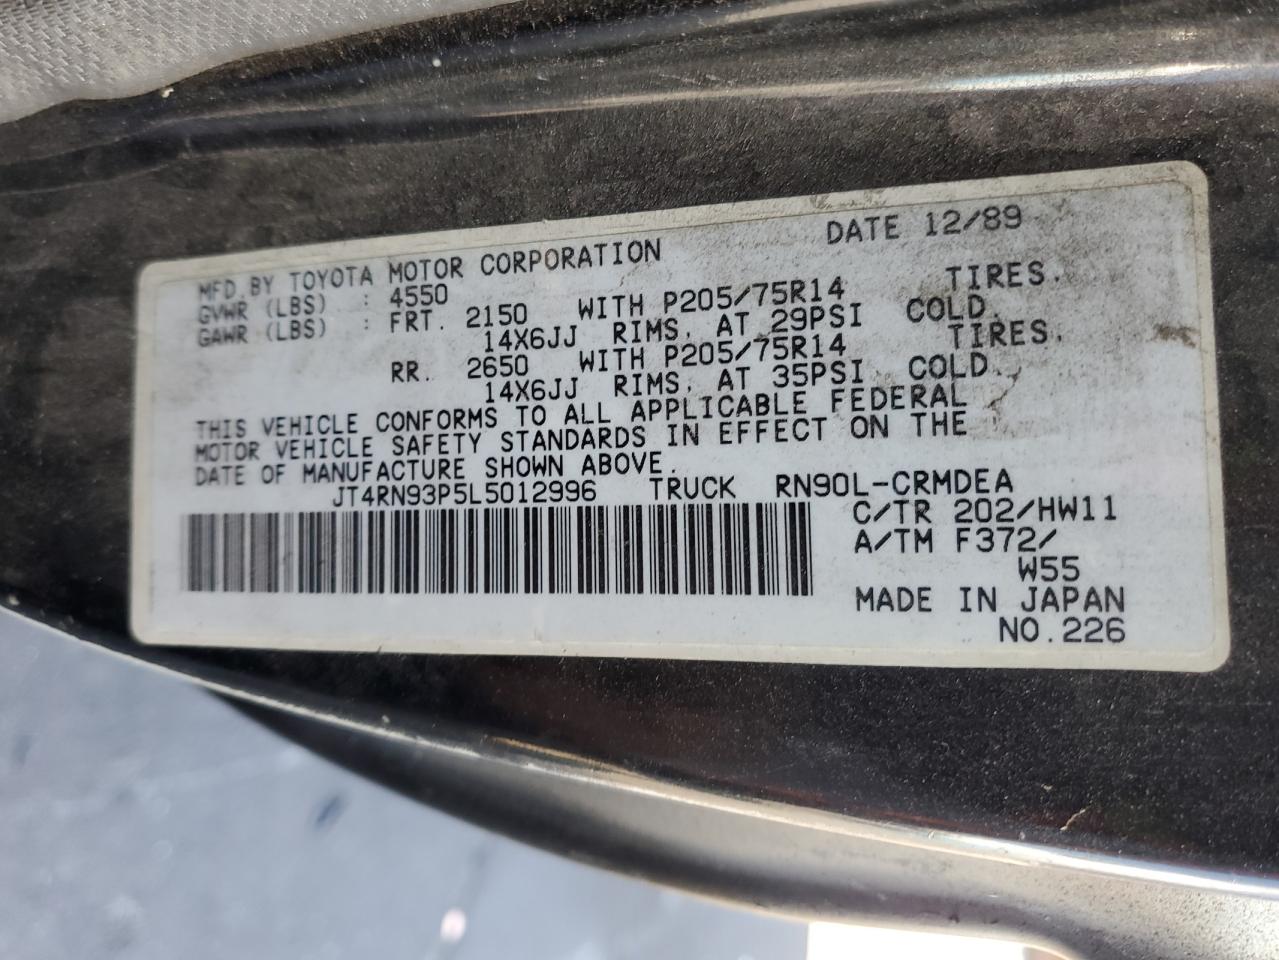 MFD BY TOYOTA MOTOR CORPORATION DATE 12/89
GVWR (LBS) : 4550
GAWR (LBS) : FRT. 2150 WITH P205/75R14 TIRES.
14X6JJ RIMS, AT 29PSI COLD.
RR. 2650 WITH P205/75R14 TIRES,
14X6JJ RIMS, AT 35PSI COLD.
THIS VEHICLE CONFORMS TO ALL APPLICABLE FEDERAL
MOTOR VEHICLE SAFETY STANDARDS IN EFFECT ON THE
DATE OF MANUFACTURE SHOWN ABOVE.
JT4RN93P5L5012996 TRUCK RN90L-CRMDEA
C/TR 202/HW11
A/TM F372/
W55
MADE IN JAPAN
NO.226